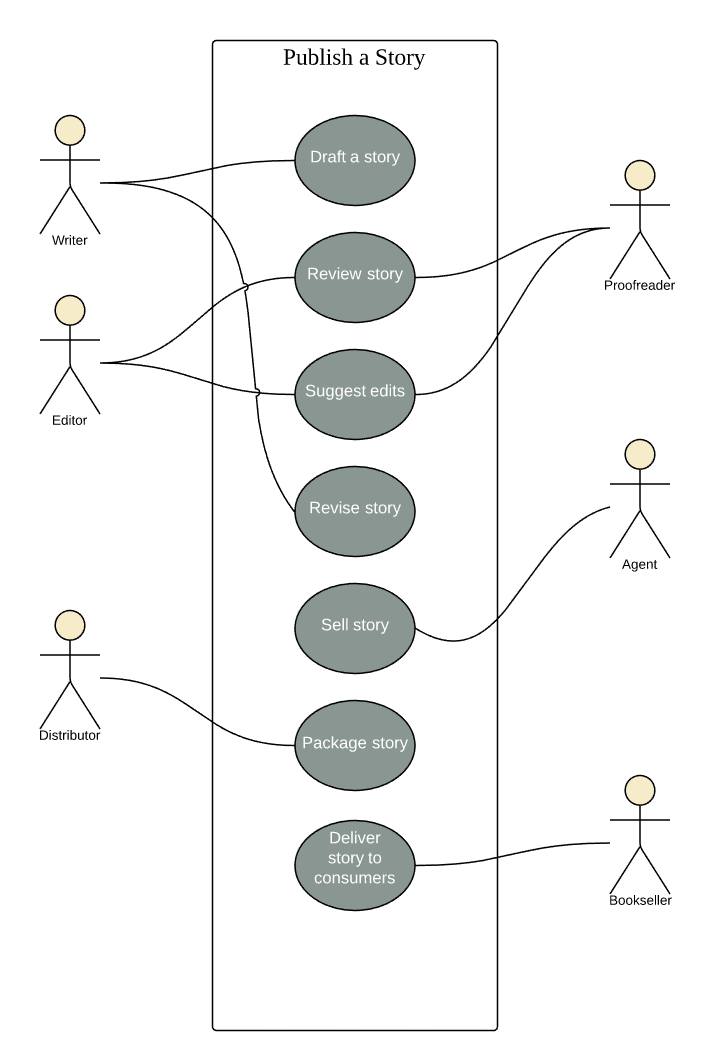 Publish a Story
Draft a story
Writer
Review story
Proofreader
Suggest edits
Editor
Revise story
Agent
Sell story
Distributor
Package story
Deliver
story to
consumers
Bookseller